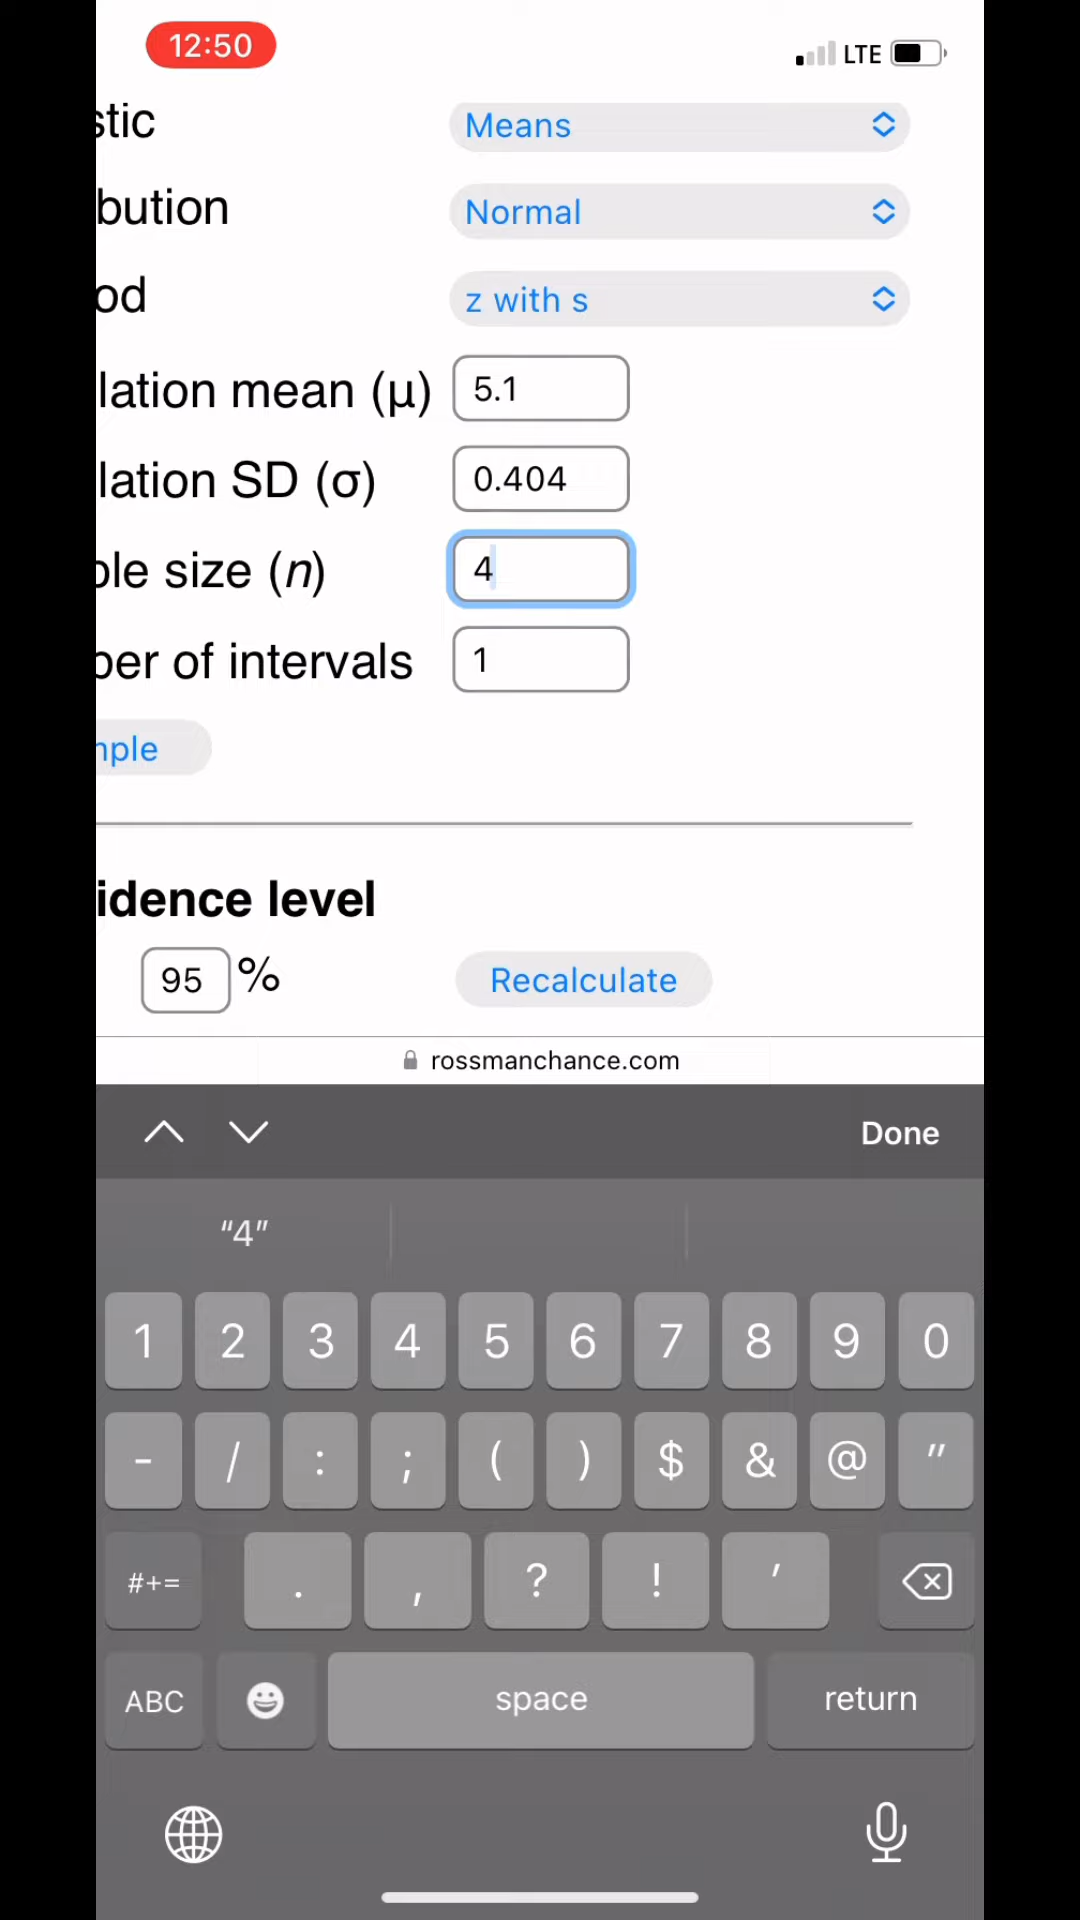 12:50 LTE
stic Means
bution Normal
od z with s
lation mean (μ) 5.1
lation SD (σ) 0.404
ple size (n) 4
ber of intervals 1
mple
idence level
95 % Recalculate
rossmanchance.com
Done
“4”
1 2 3 4 5 6 7 8 9 0
- / : ; ( ) $ & @ "
#+= . , ? ! '
ABC space return